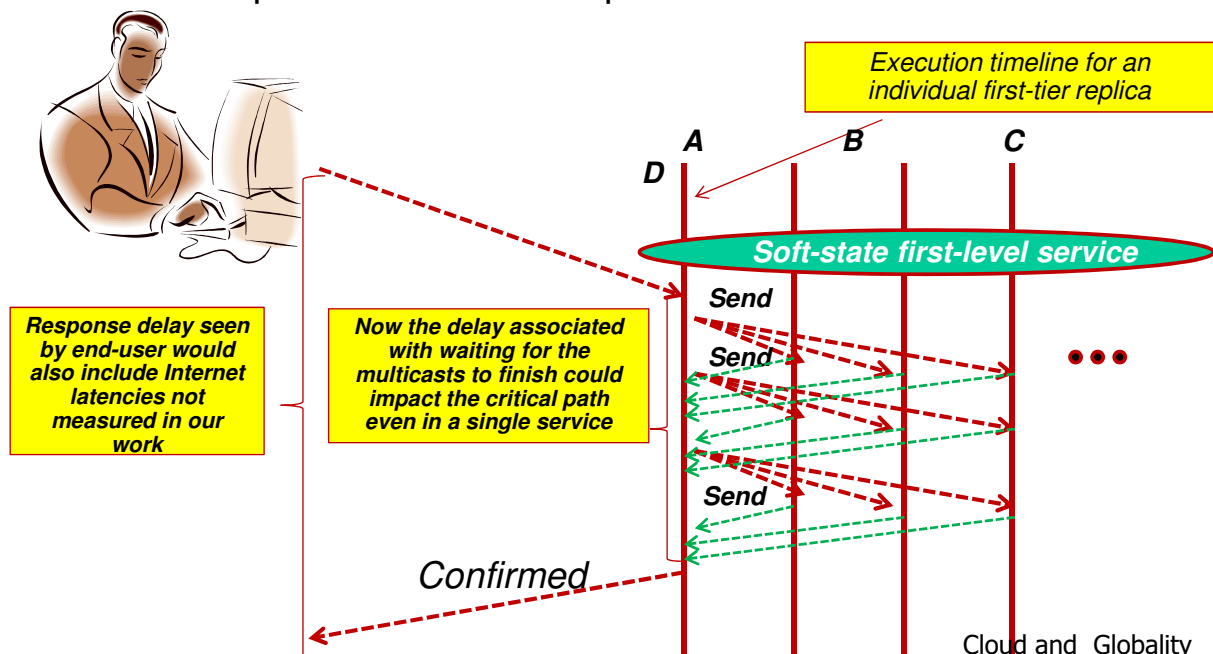 Execution timeline for an
individual first-tier replica
A B C
D
Soft-state first-level service
Send
Send
Send
Response delay seen
by end-user would
also include Internet
latencies not
measured in our
work
Now the delay associated
with waiting for the
multicasts to finish could
impact the critical path
even in a single service
Confirmed
Cloud and Globality